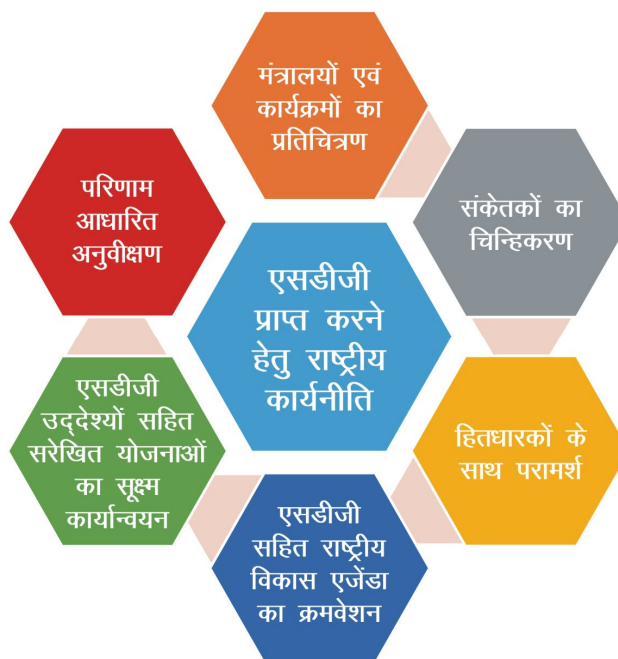 मंत्रालयों एवं
कार्यक्रमों का
प्रतिचित्रण
संकेतकों का
चिन्हिकरण
हितधारकों के
साथ परामर्श
एसडीजी
सहित राष्ट्रीय
विकास एजेंडा
का क्रमवेशन
एसडीजी
उद्देश्यों सहित
सरेखित योजनाओं
का सूक्ष्म
कार्यान्वयन
परिणाम
आधारित
अनुवीक्षण
एसडीजी
प्राप्त करने
हेतु राष्ट्रीय
कार्यनीति